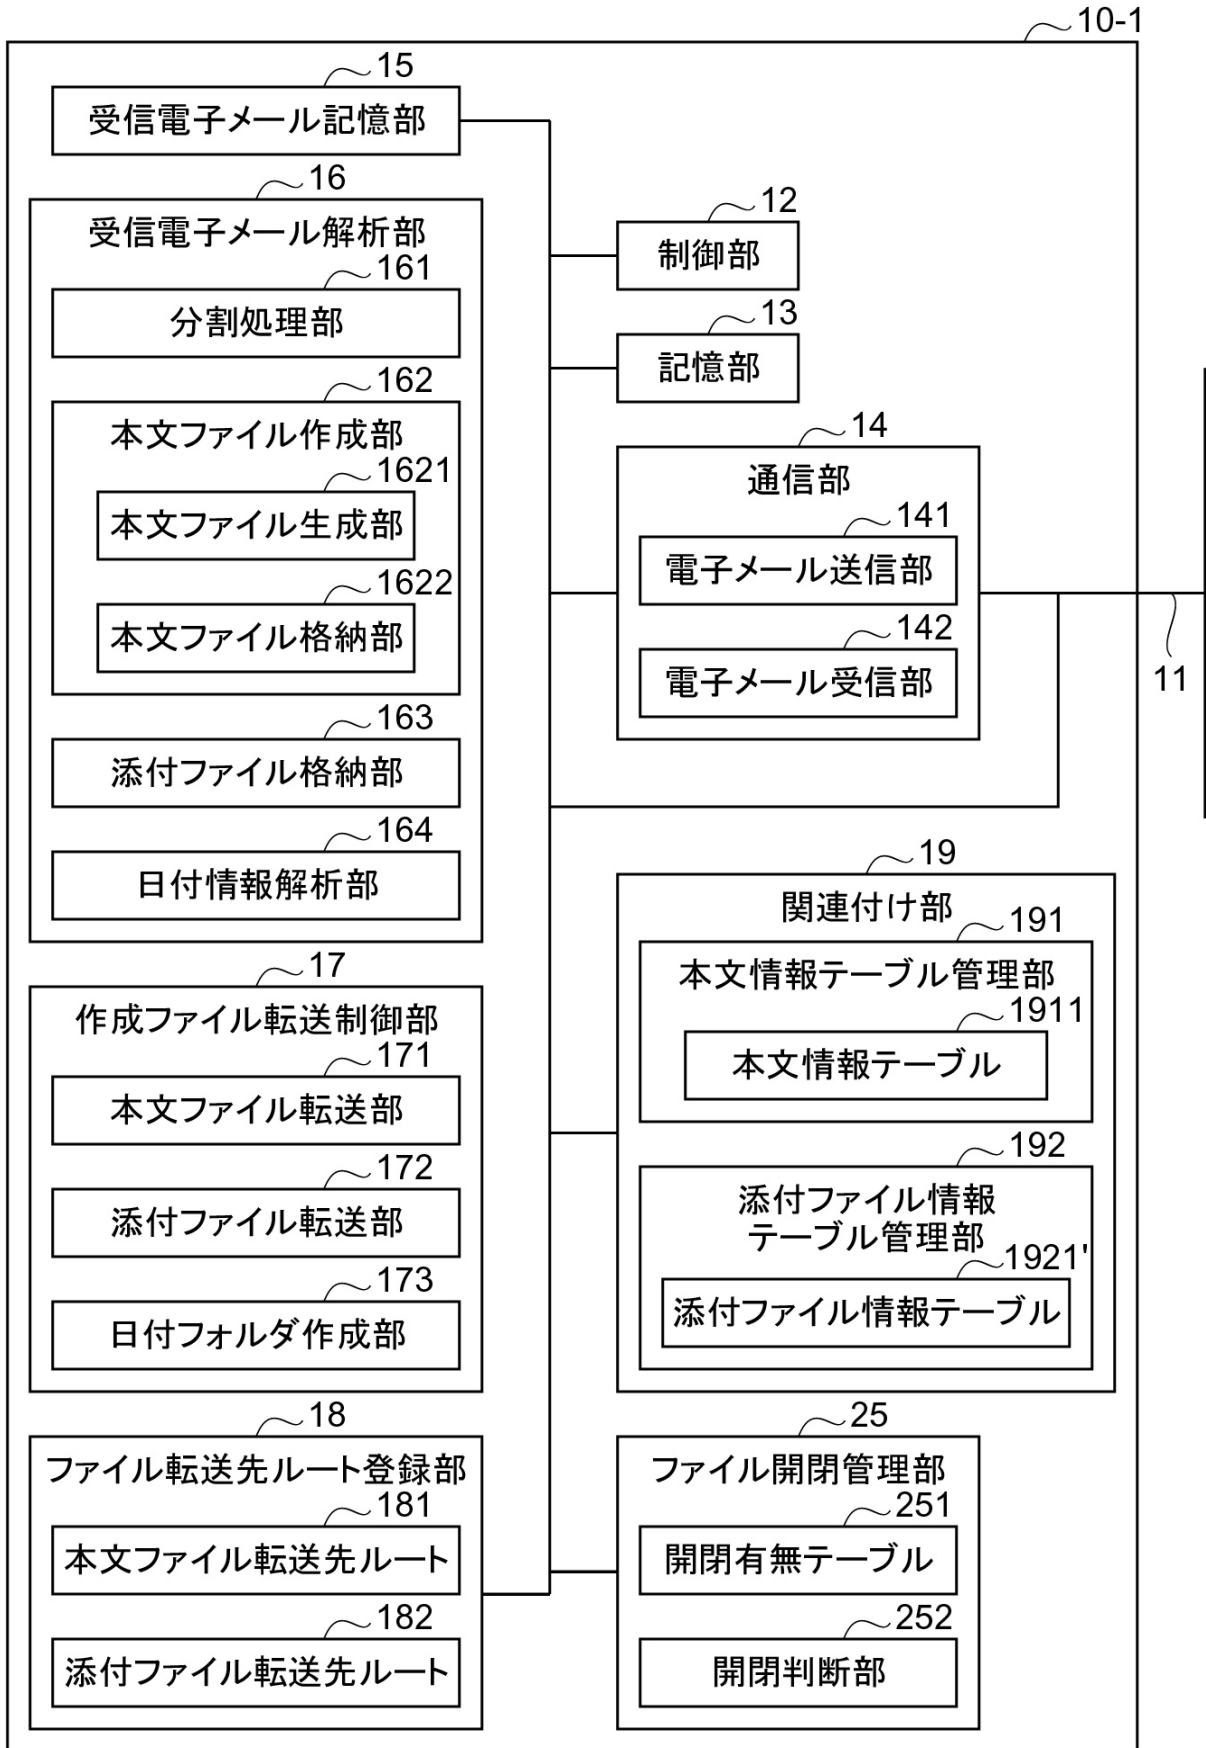 10-1
15
受信電子メール記憶部
16
受信電子メール解析部
161
分割処理部
162
本文ファイル作成部
1621
本文ファイル生成部
1622
本文ファイル格納部
163
添付ファイル格納部
164
日付情報解析部
17
作成ファイル転送制御部
171
本文ファイル転送部
172
添付ファイル転送部
173
日付フォルダ作成部
18
ファイル転送先ルート登録部
181
本文ファイル転送先ルート
182
添付ファイル転送先ルート
12
制御部
13
記憶部
14
通信部
141
電子メール送信部
142
電子メール受信部
11
19
関連付け部
191
本文情報テーブル管理部
1911
本文情報テーブル
192
添付ファイル情報
テーブル管理部
1921'
添付ファイル情報テーブル
25
ファイル開閉管理部
251
開閉有無テーブル
252
開閉判断部